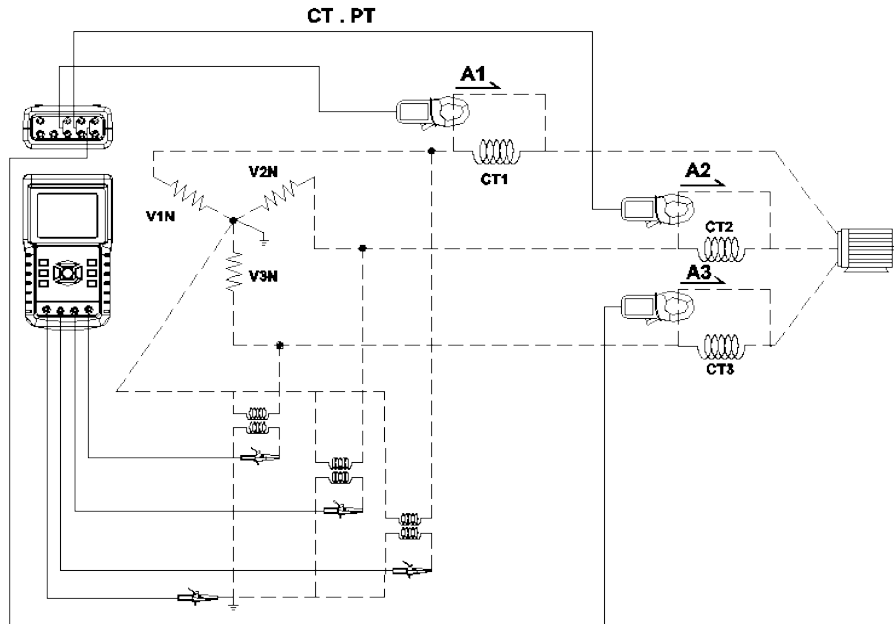 CT . PT
A1
CT1
V2N
A2
V1N
CT2
V3N
A3
CT3